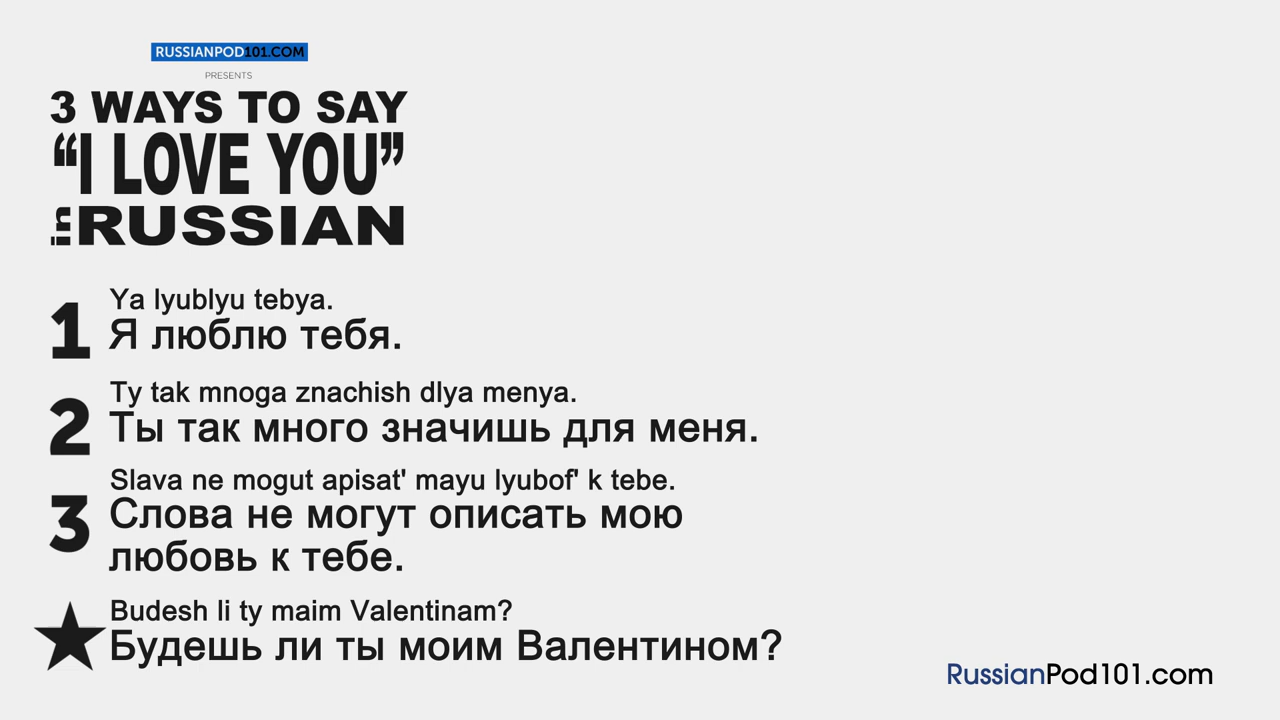 RUSSIANPOD101.COM
PRESENTS
3 WAYS TO SAY
“I LOVE YOU”
in RUSSIAN
1
Ya lyublyu tebya.
Я люблю тебя.
2
Ty tak mnoga znachish dlya menya.
Ты так много значишь для меня.
3
Slava ne mogut apisat' mayu lyubof' k tebe.
Слова не могут описать мою
любовь к тебе.
Budesh li ty maim Valentinam?
Будешь ли ты моим Валентином?
RussianPod101.com